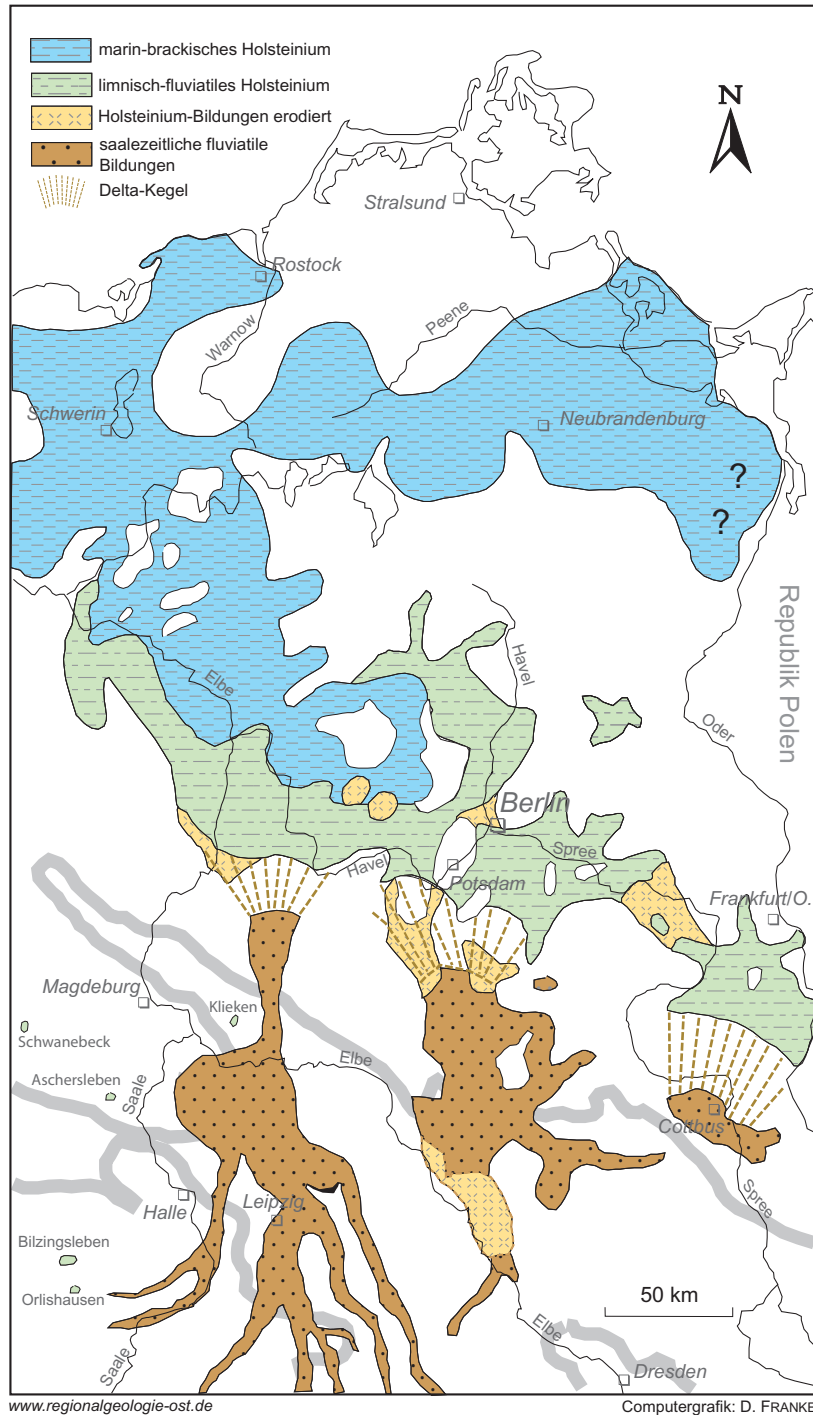 marin-brackisches Holsteinium
limnisch-fluviatiles Holsteinium
Holsteinium-Bildungen erodiert
saalezeitliche fluviatile
Bildungen
Delta-Kegel
N
Stralsund
Rostock
Warnow
Peene
Schwerin
Neubrandenburg
?
?
Republik Polen
Havel
Elbe
Oder
Berlin
Spree
Havel
Potsdam
Frankfurt/O.
Magdeburg
Klieken
Schwanebeck
Elbe
Aschersleben
Saale
Cottbus
Spree
Halle
Leipzig
Bilzingsleben
Orlishausen
50 km
Elbe
Saale
Dresden
www.regionalgeologie-ost.de
Computergrafik: D. FRANKE